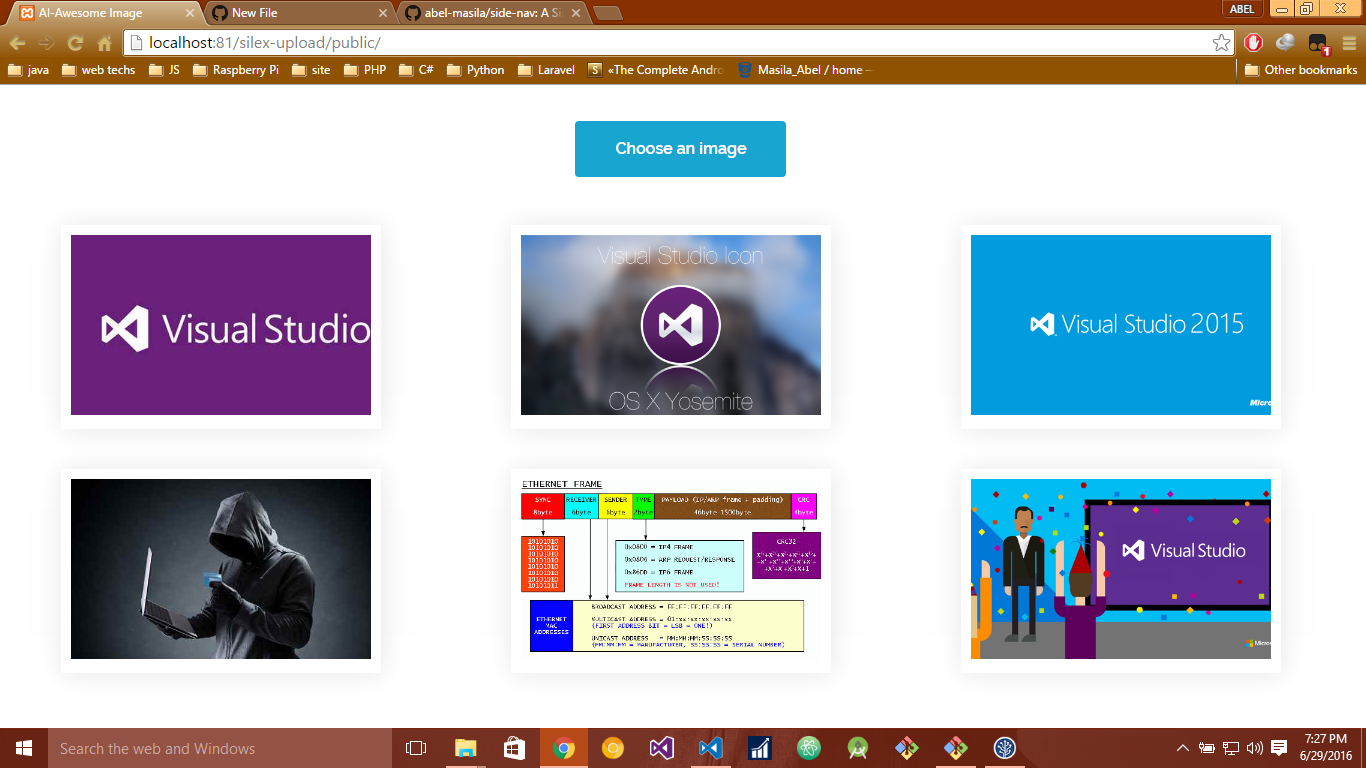 AI-Awesome Image
New File
abel-masila/side-nav: A Si
ABEL
localhost:81/silex-upload/public/
1
java
web techs
JS
Raspberry Pi
site
PHP
C#
Python
Laravel
S
«The Complete Andro
Masila_Abel / home —
Other bookmarks
Choose an image
Visual Studio
Visual Studio Icon
OS X Yosemite
Visual Studio 2015
Micro
ETHERNET FRAME
SYNC RECEIVER SENDER TYPE PAYLOAD (IP/ARP frame + padding) CRC
8byte 6byte 6byte 2byte 46byte-1500byte 4byte
10101010
10101010
10101010
10101010
10101010
10101010
10101010
10101011
0x0800 = IP4 FRAME
0x0806 = ARP REQUEST/RESPONSE
0x86DD = IP6 FRAME
FRAME LENGTH IS NOT USED!
CRC32
ETHERNET
MAC
ADDRESSES
BROADCAST ADDRESS = FF:FF:FF:FF:FF:FF
MULTICAST ADDRESS = 01:xx:xx:xx:xx:xx
(FIRST ADDRESS BIT = LSB = ONE!)
UNICAST ADDRESS = MM:MM:MM:SS:SS:SS
(MM:MM:MM = MANUFACTURER, SS:SS:SS = SERIAL NUMBER)
Visual Studio
Micros
Search the web and Windows
7:27 PM
6/29/2016